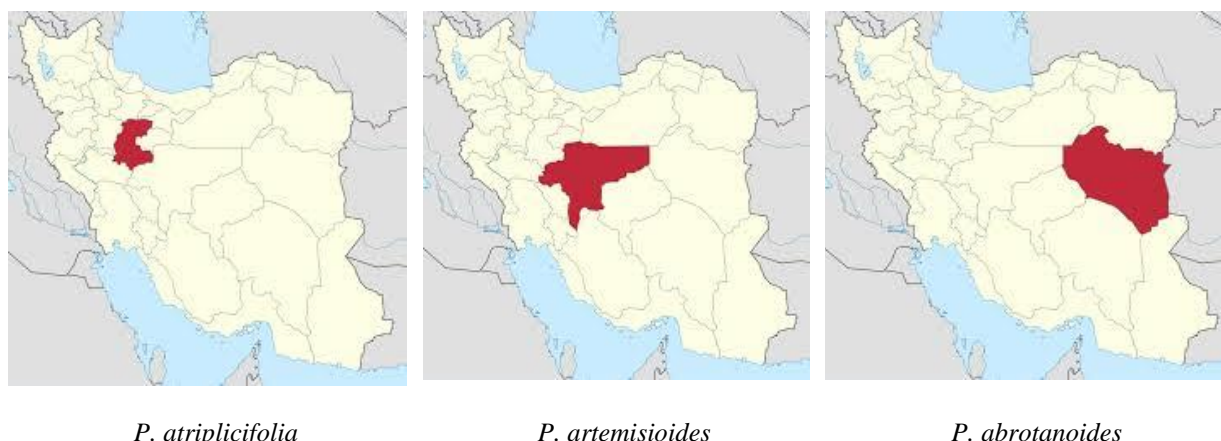 P. atriplicifolia
P. artemisioides
P. abrotanoides